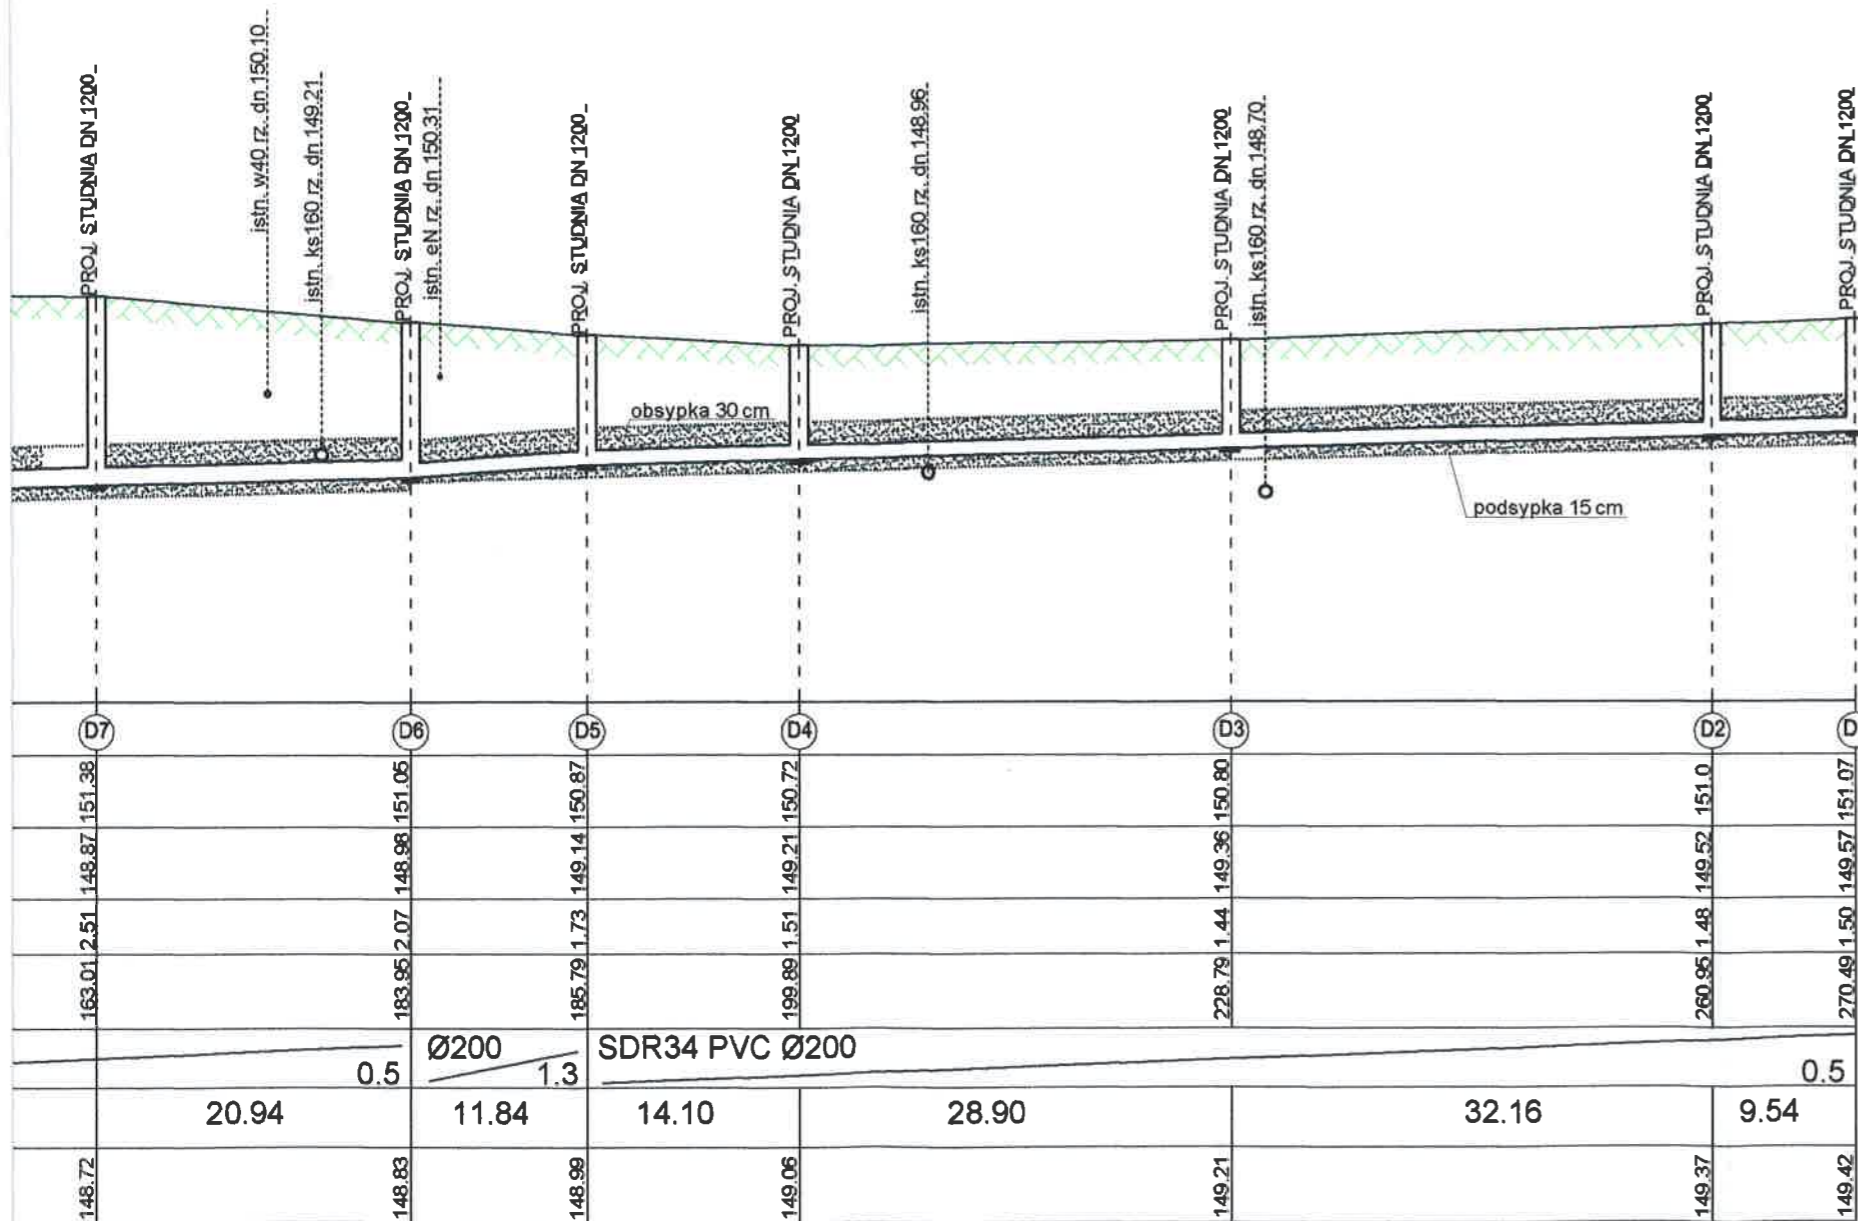 PROJ. STUDNIA DN 1200
istn. w40 rz. dn 150.10
istn. ks160 rz. dn 149.21
PROJ. STUDNIA DN 1200
istn. eN rz. dn 150.31
PROJ. STUDNIA DN 1200
PROJ. STUDNIA DN 1200
istn. ks160 rz. dn 148.96
PROJ. STUDNIA DN 1200
istn. ks160 rz. dn 148.70
PROJ. STUDNIA DN 1200
PROJ. STUDNIA DN 1200
obsypka 30 cm
podsypka 15 cm
D7 D6 D5 D4 D3 D2 D
151.38 151.05 150.87 150.72 150.80 151.0 151.07
148.87 148.98 149.14 149.21 149.36 149.52 149.57
2.51 2.07 1.73 1.51 1.44 1.48 1.50
163.01 183.95 185.79 199.89 228.79 260.95 270.49
Ø200 SDR34 PVC Ø200
0.5 1.3 0.5
20.94 11.84 14.10 28.90 32.16 9.54
148.72 148.83 148.99 149.06 149.21 149.37 149.42